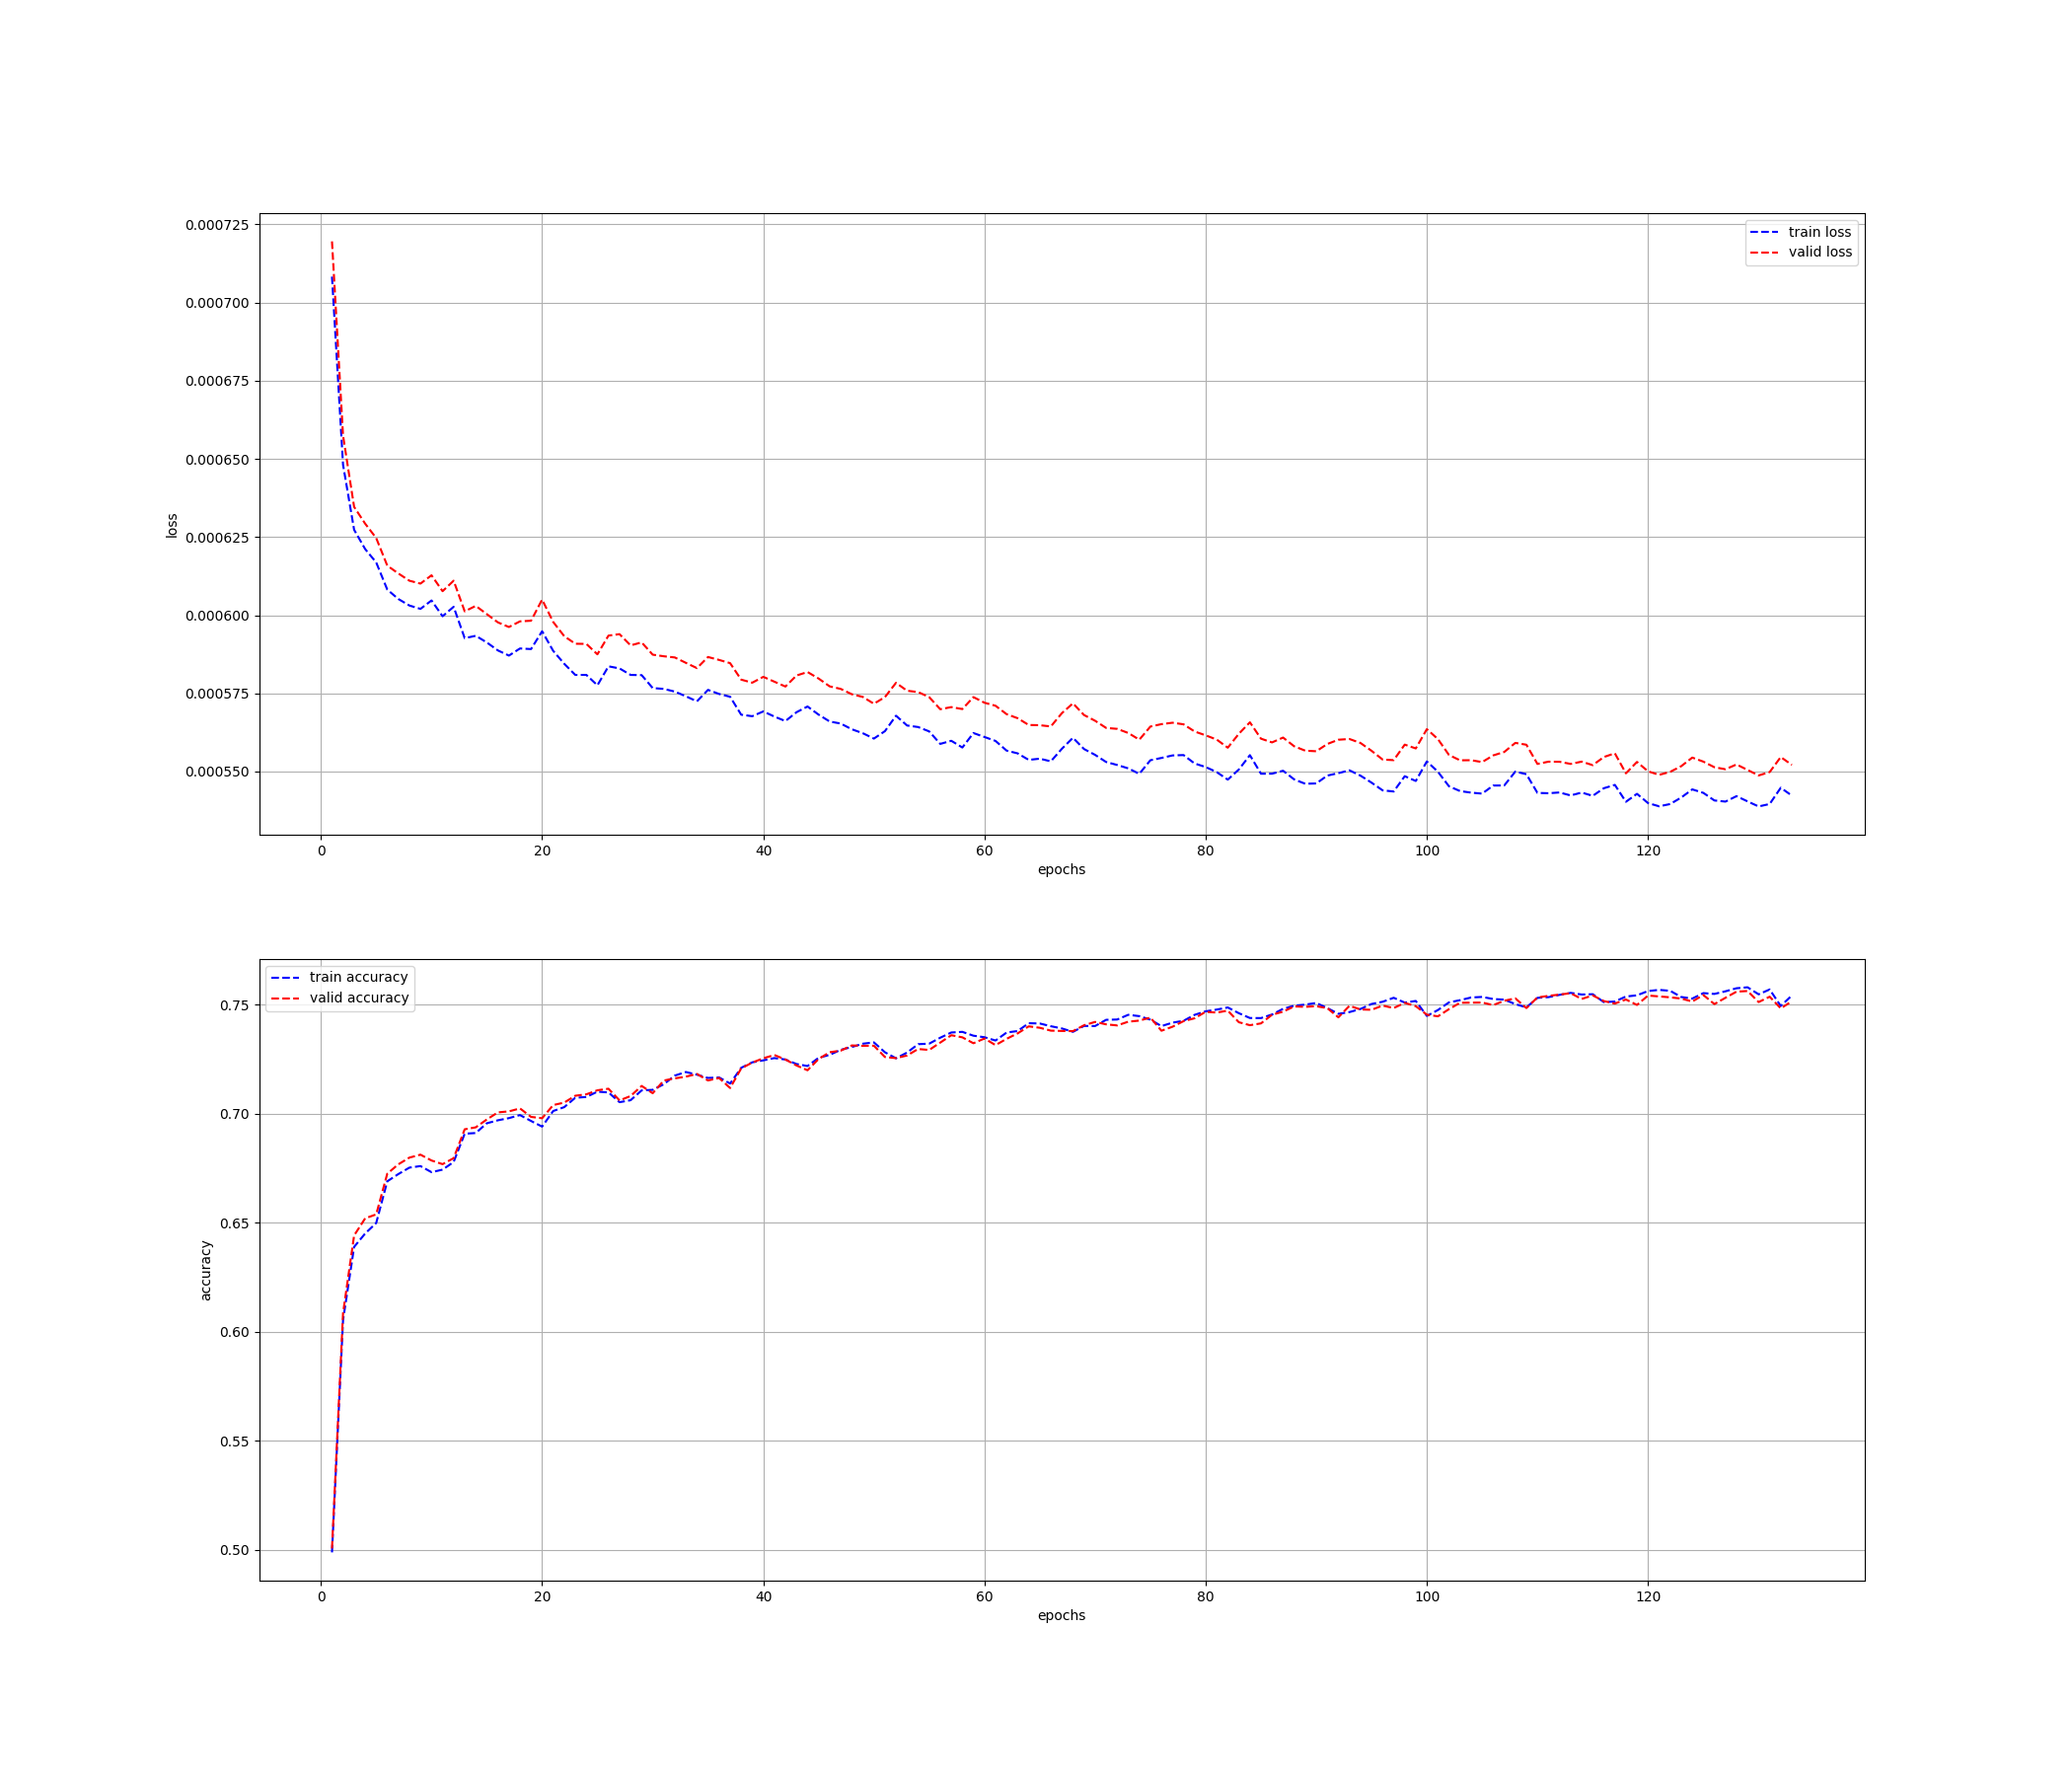 0.000725
0.000700
0.000675
0.000650
0.000625
0.000600
0.000575
0.000550
loss
train loss
valid loss
0 20 40 60 80 100 120
epochs
train accuracy
valid accuracy
0.75
0.70
0.65
0.60
0.55
0.50
accuracy
0 20 40 60 80 100 120
epochs